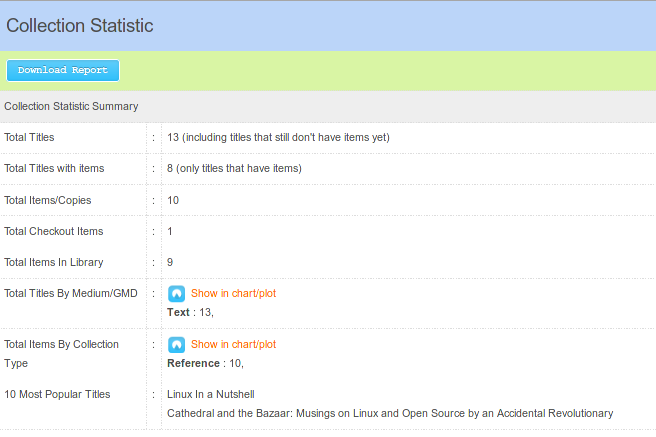 Collection Statistic
Download Report
Collection Statistic Summary
Total Titles : 13 (including titles that still don't have items yet)
Total Titles with items : 8 (only titles that have items)
Total Items/Copies : 10
Total Checkout Items : 1
Total Items In Library : 9
Total Titles By Medium/GMD : Show in chart/plot
Text : 13,
Total Items By Collection : Show in chart/plot
Type Reference : 10,
10 Most Popular Titles : Linux In a Nutshell
Cathedral and the Bazaar: Musings on Linux and Open Source by an Accidental Revolutionary